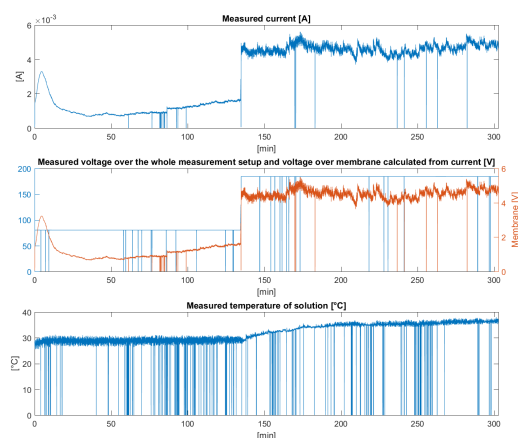 Measured current [A]
×10⁻³
6
4
2
0
[A]
0 50 100 150 200 250 300
[min]
Measured voltage over the whole measurement setup and voltage over membrane calculated from current [V]
200
150
100
50
0
[V]
6
4
2
0
Membrane [V]
0 50 100 150 200 250 300
[min]
Measured temperature of solution [°C]
40
30
20
10
0
[°C]
0 50 100 150 200 250 300
[min]